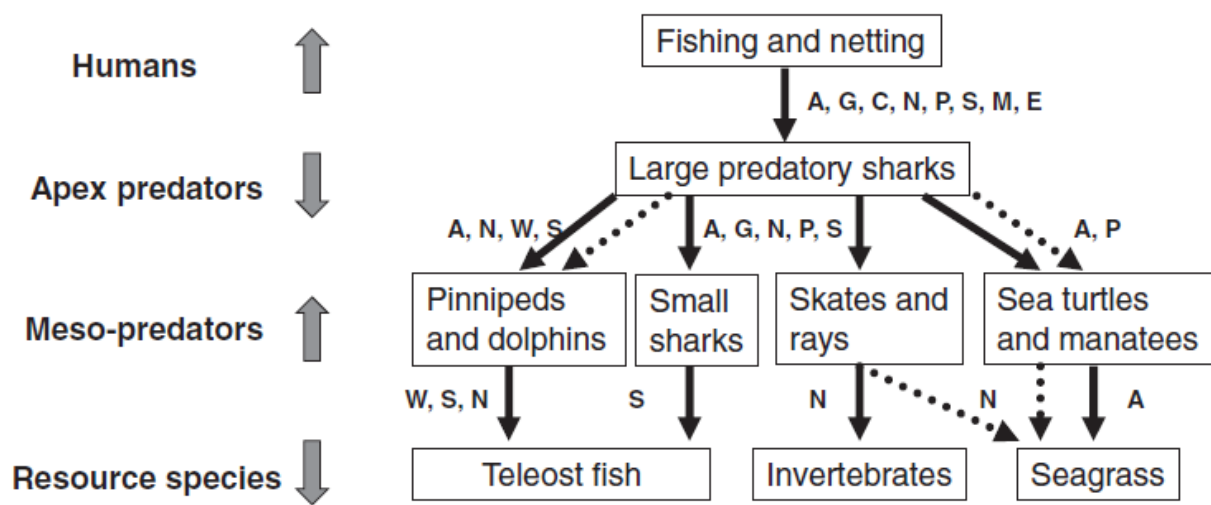 Humans
Fishing and netting
A, G, C, N, P, S, M, E
Apex predators
Large predatory sharks
A, N, W, S
A, G, N, P, S
A, P
Meso-predators
Pinnipeds
and dolphins
Small
sharks
Skates and
rays
Sea turtles
and manatees
W, S, N
S
N
N
A
Resource species
Teleost fish
Invertebrates
Seagrass